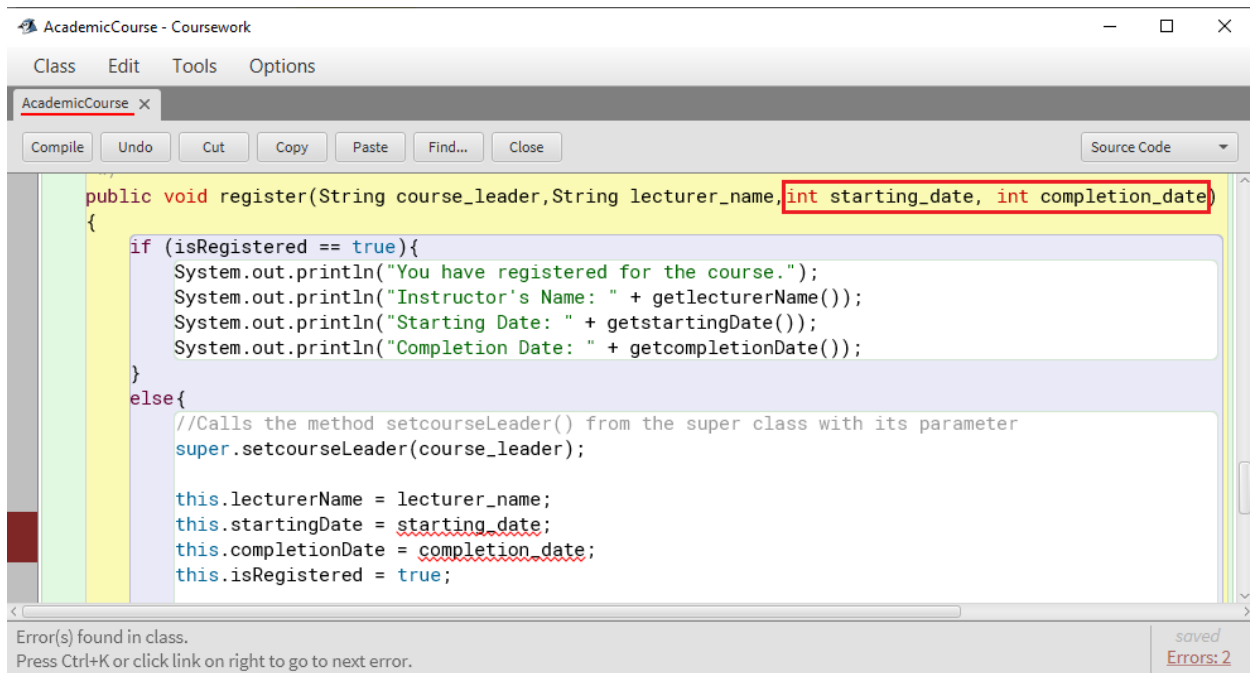 AcademicCourse - Coursework
Class Edit Tools Options
AcademicCourse
Compile Undo Cut Copy Paste Find... Close Source Code
public void register(String course_leader,String lecturer_name,int starting_date, int completion_date)
{
if (isRegistered == true){
System.out.println("You have registered for the course.");
System.out.println("Instructor's Name: " + getlecturerName());
System.out.println("Starting Date: " + getstartingDate());
System.out.println("Completion Date: " + getcompletionDate());
}
else{
//Calls the method setcourseLeader() from the super class with its parameter
super.setcourseLeader(course_leader);
this.lecturerName = lecturer_name;
this.startingDate = starting_date;
this.completionDate = completion_date;
this.isRegistered = true;
Error(s) found in class.
Press Ctrl+K or click link on right to go to next error.
saved
Errors: 2